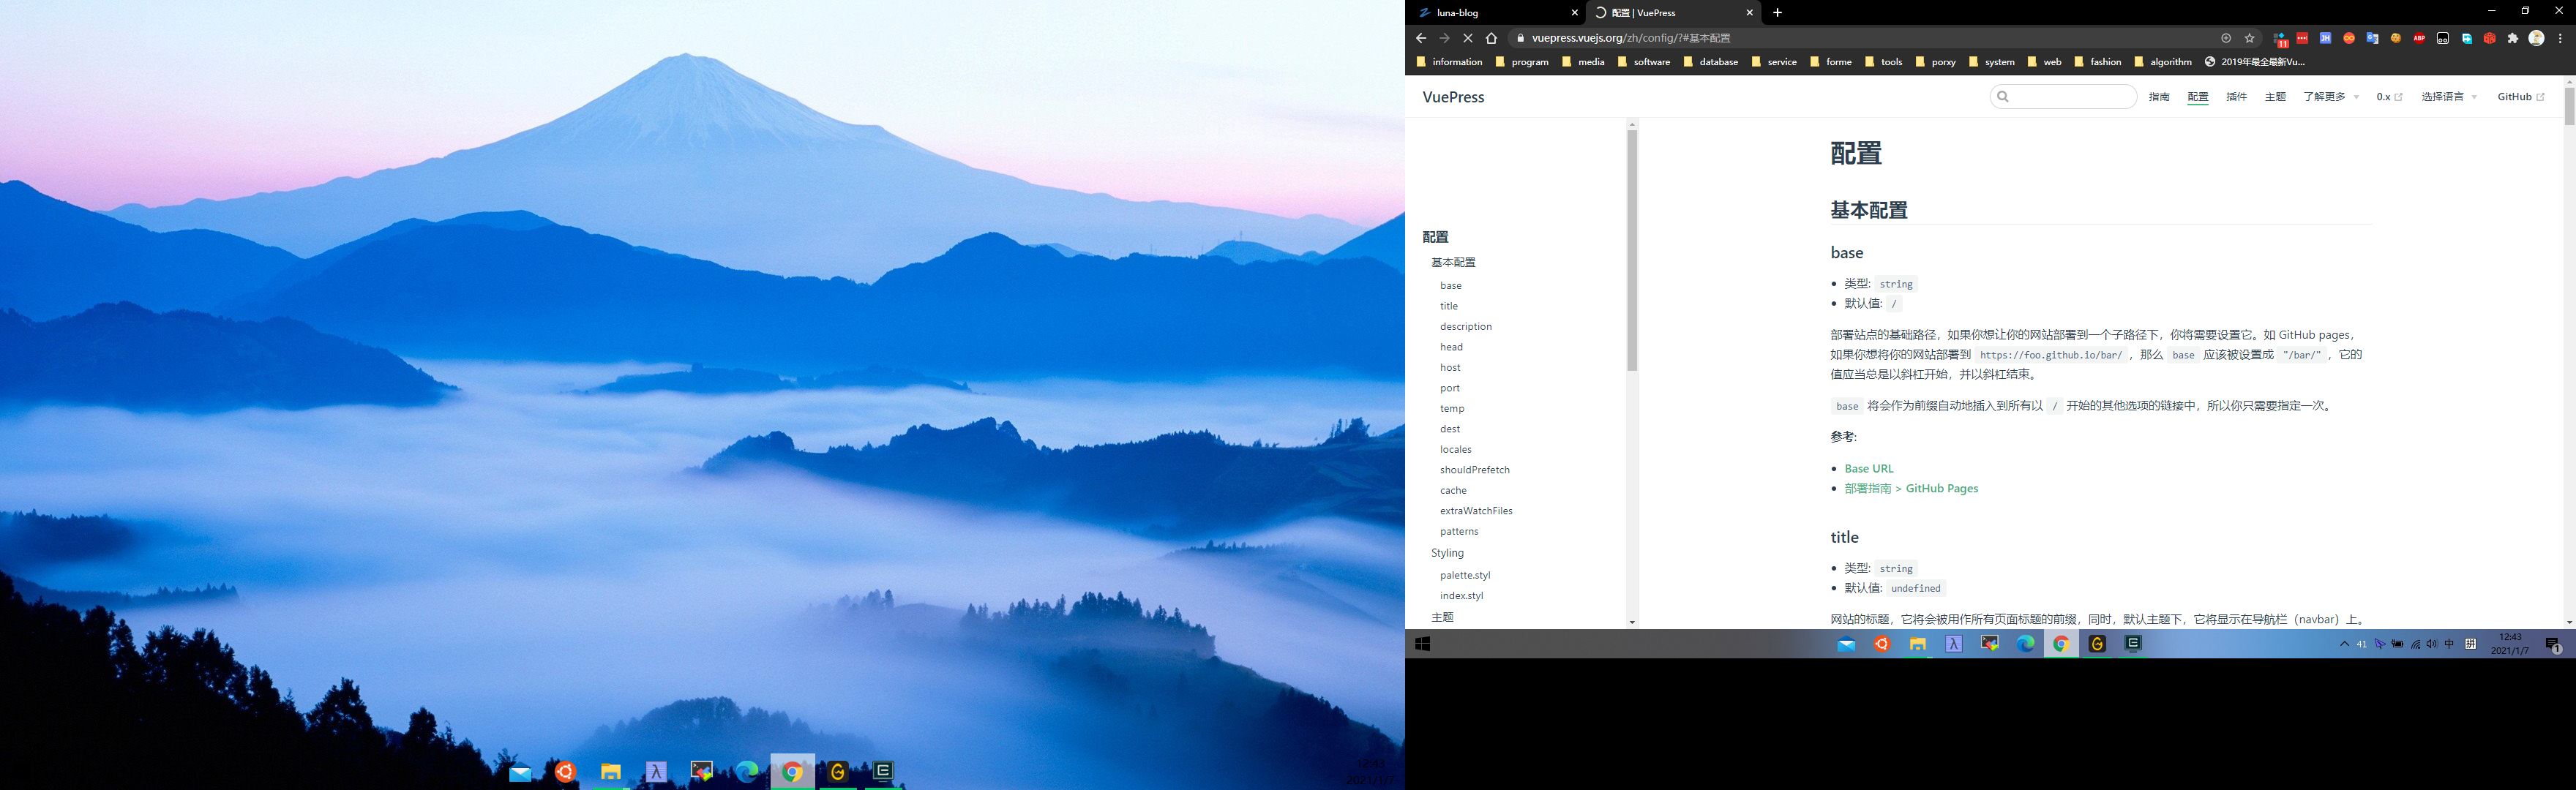 luna-blog
配置 | VuePress
vuepress.vuejs.org/zh/config/?#基本配置
11
JH
ABP
information program media software database service forme tools porxy system web fashion algorithm 2019年最全最新Vu...
VuePress
指南 配置 插件 主题 了解更多 0.x 选择语言 GitHub
配置
基本配置
base
title
description
head
host
port
temp
dest
locales
shouldPrefetch
cache
extraWatchFiles
patterns
Styling
palette.styl
index.styl
主题
配置
基本配置
base
类型: string
默认值: /
部署站点的基础路径，如果你想让你的网站部署到一个子路径下，你将需要设置它。如 GitHub pages，
如果你想将你的网站部署到 https://foo.github.io/bar/ ，那么 base 应该被设置成 "/bar/"，它的
值应当总是以斜杠开始，并以斜杠结束。
base 将会作为前缀自动地插入到所有以 / 开始的其他选项的链接中，所以你只需要指定一次。
参考:
Base URL
部署指南 > GitHub Pages
title
类型: string
默认值: undefined
网站的标题，它将会被用作所有页面标题的前缀，同时，默认主题下，它将显示在导航栏（navbar）上。
41 中 拼 12:43
2021/1/7
1
12:43
2021/1/7